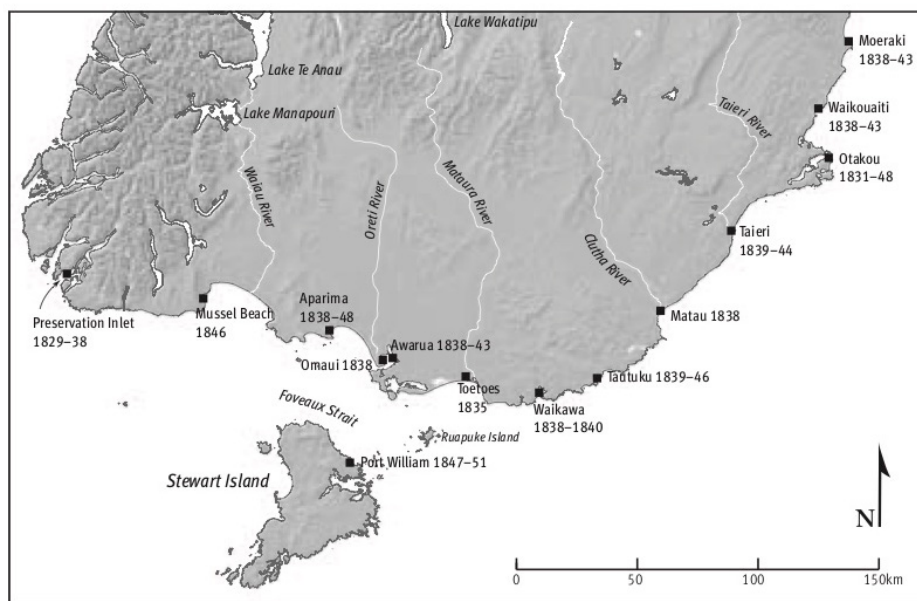 Lake Wakatipu
Moeraki
1838–43
Lake Te Anau
Waikouaiti
1838–43
Taieri River
Lake Manapouri
Otakou
1831–48
Waiau River
Oreti River
Mataura River
Clutha River
Taieri
1839–44
Preservation Inlet
1829–38
Mussel Beach
1846
Aparima
1838–48
Matau 1838
Awarua 1838–43
Omaui 1838
Toetoes
1835
Tautuku 1839–46
Waikawa
1838–1840
Foveaux Strait
Ruapuke Island
Port William 1847–51
Stewart Island
N
0 50 100 150km